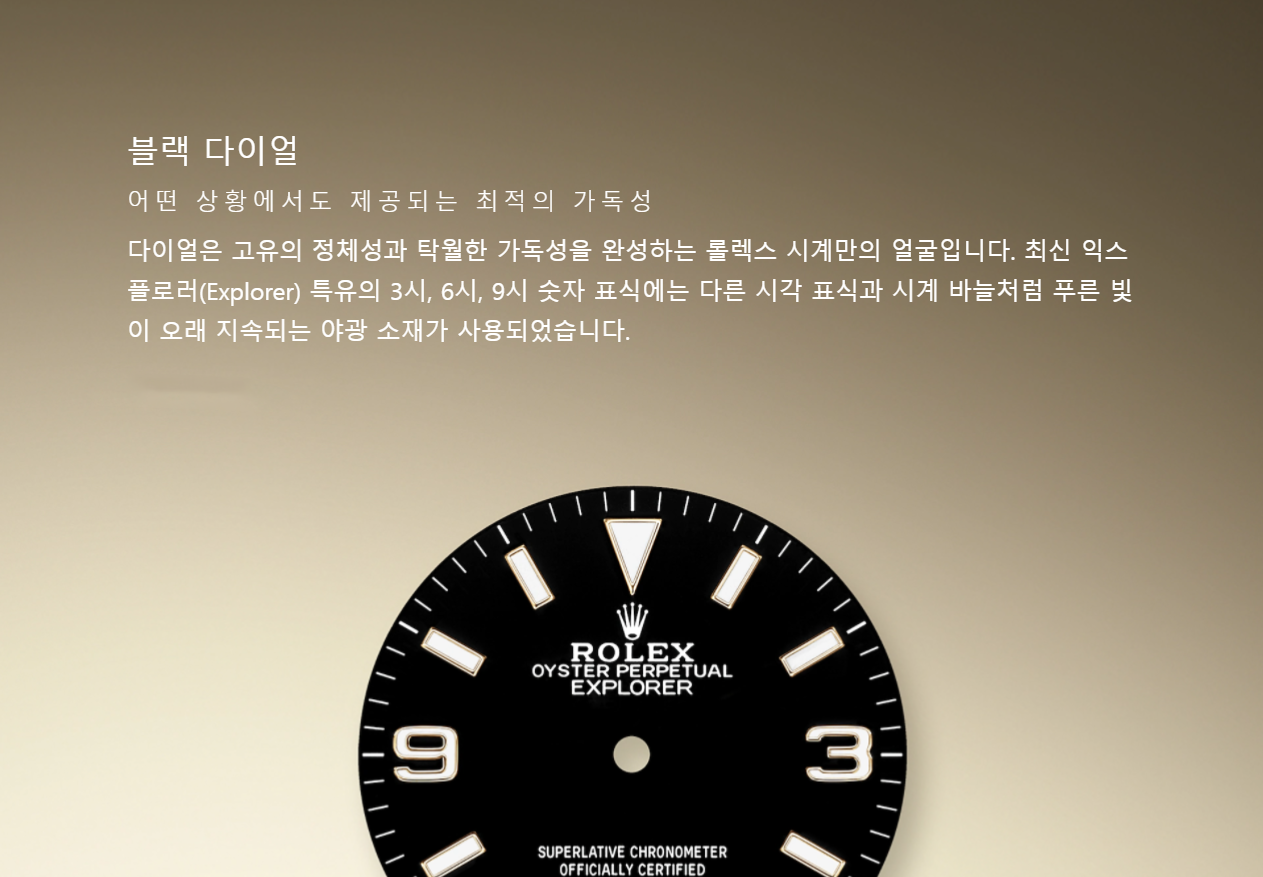 블랙 다이얼
어떤 상황에서도 제공되는 최적의 가독성
다이얼은 고유의 정체성과 탁월한 가독성을 완성하는 롤렉스 시계만의 얼굴입니다. 최신 익스
플로러(Explorer) 특유의 3시, 6시, 9시 숫자 표식에는 다른 시각 표식과 시계 바늘처럼 푸른 빛
이 오래 지속되는 야광 소재가 사용되었습니다.
ROLEX
OYSTER PERPETUAL
EXPLORER
9 3
SUPERLATIVE CHRONOMETER
OFFICIALLY CERTIFIED